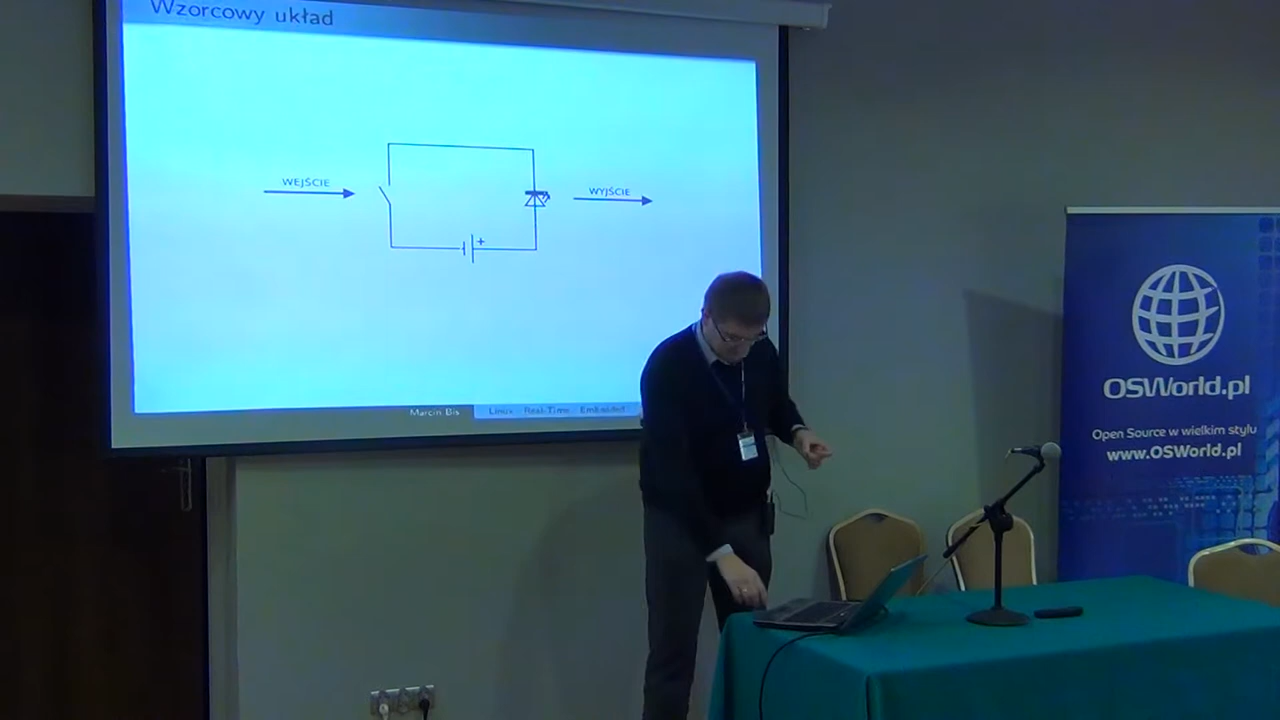 Wzorcowy układ
WEJŚCIE
WYJŚCIE
+
Marcin Bis
Linux Real-Time Embedded
OSWorld.pl
Open Source w wielkim stylu
www.OSWorld.pl